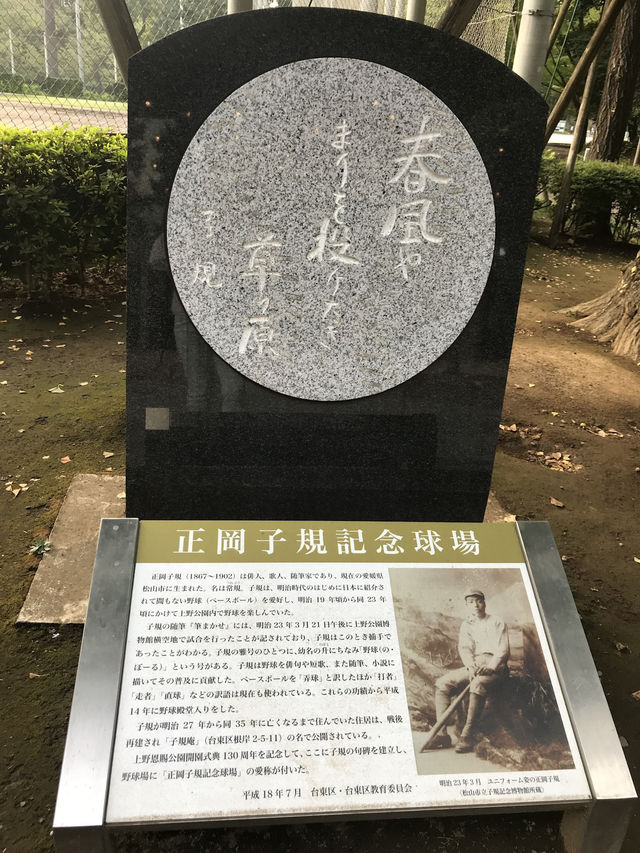 春風や
まりを投げたき
草の原
子規
正岡子規記念球場
正岡子規（1867〜1902）は俳人、歌人、随筆家であり、現在の愛媛県
松山市に生まれた。名は常規。子規は、明治時代のはじめに日本に紹介さ
れて間もない野球（ベースボール）を愛好し、明治 19 年頃から同 23 年
頃にかけて上野公園内で野球を楽しんでいた。
子規の随筆『筆まかせ』には、明治 23 年 3 月 21 日午後に上野公園博
物館横空地で試合を行ったことが記されており、子規はこのとき捕手で
あったことがわかる。子規の雅号のひとつに、幼名の升にちなみ「野球（の・
ぼーる）」という号がある。子規は野球を俳句や短歌、また随筆、小説に
描いてその普及に貢献した。ベースボールを「弄球」と訳したほか「打者」
「走者」「直球」などの訳語は現在も使われている。これらの功績から平成
14 年に野球殿堂入りをした。
子規が明治 27 年から同 35 年に亡くなるまで住んでいた住居は、戦後
再建され「子規庵」（台東区根岸 2-5-11）の名で公開されている。
上野恩賜公園開園式典 130 周年を記念して、ここに子規の句碑を建立し、
野球場に「正岡子規記念球場」の愛称が付いた。
平成 18 年 7 月　台東区・台東区教育委員会
明治 23 年 3 月　ユニフォーム姿の正岡子規
（松山市立子規記念博物館所蔵）